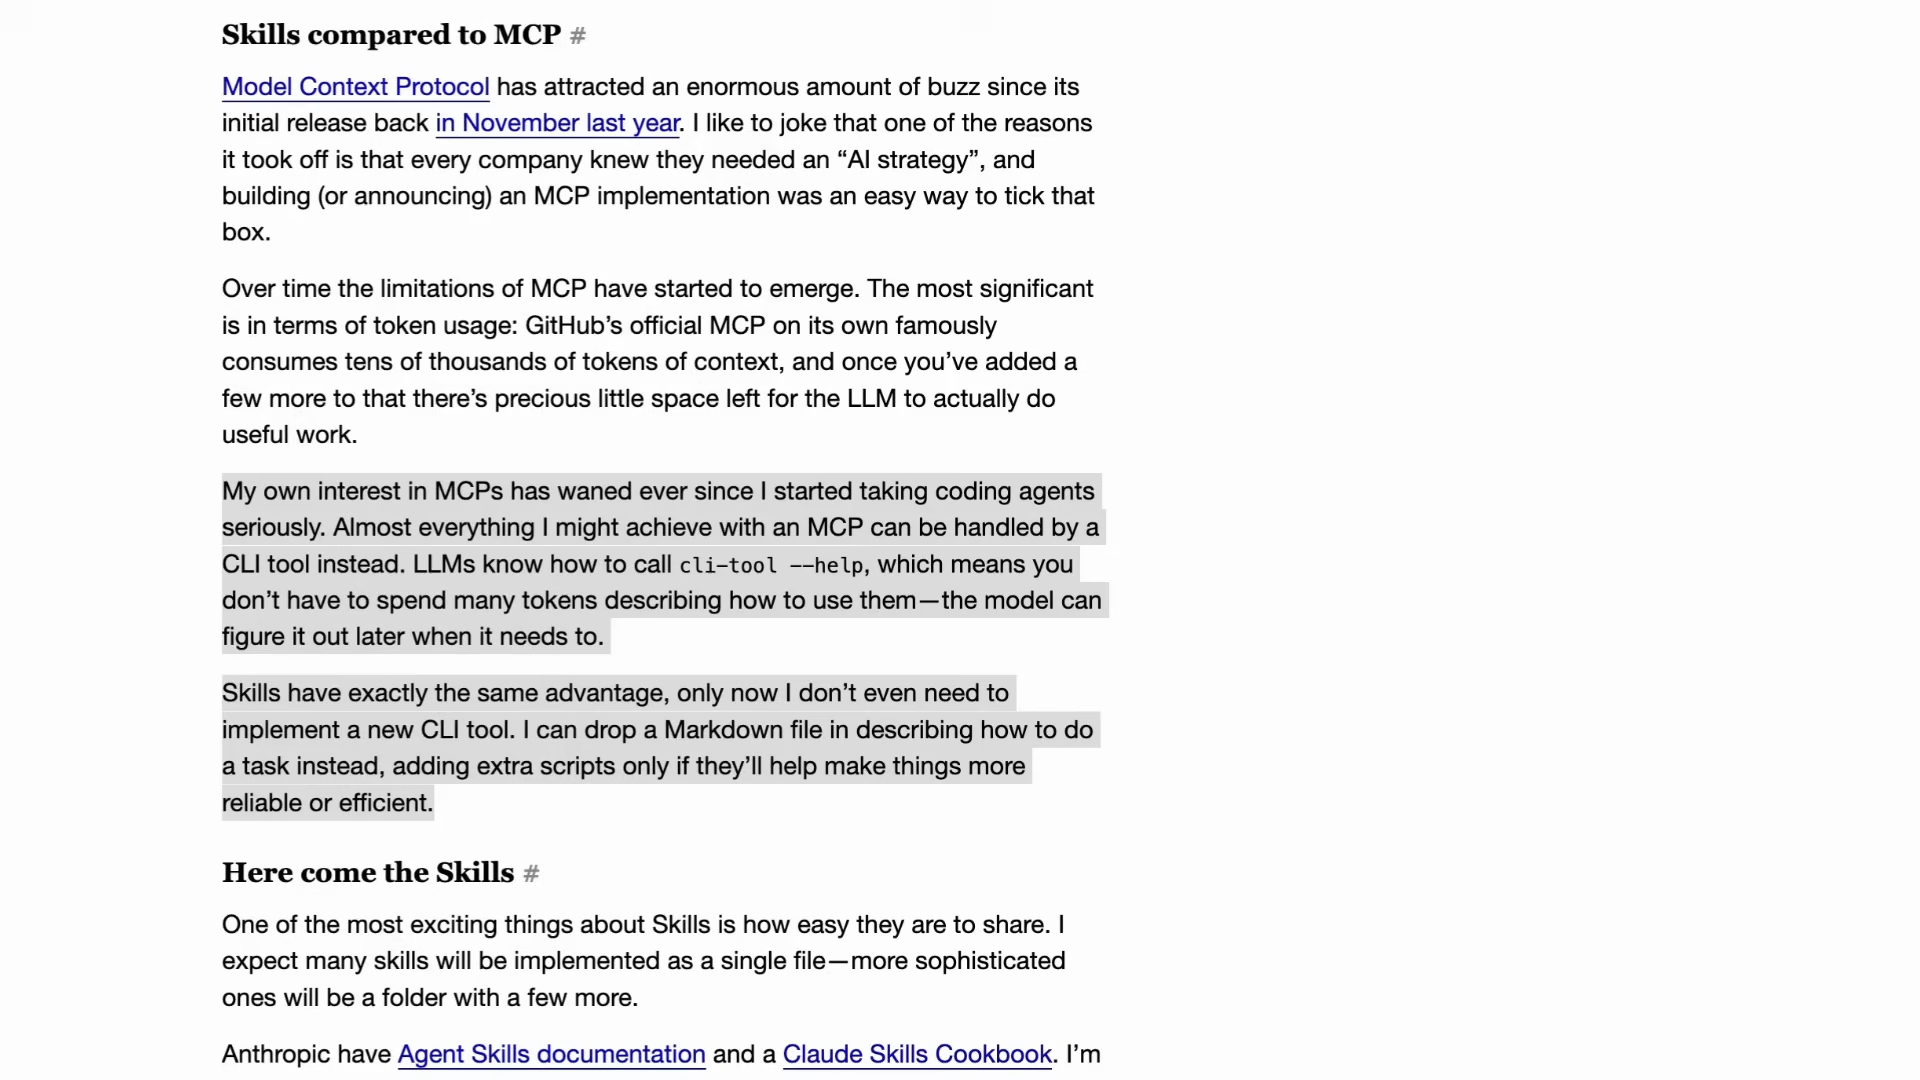 Skills compared to MCP #
Model Context Protocol has attracted an enormous amount of buzz since its
initial release back in November last year. I like to joke that one of the reasons
it took off is that every company knew they needed an “AI strategy”, and
building (or announcing) an MCP implementation was an easy way to tick that
box.
Over time the limitations of MCP have started to emerge. The most significant
is in terms of token usage: GitHub’s official MCP on its own famously
consumes tens of thousands of tokens of context, and once you’ve added a
few more to that there’s precious little space left for the LLM to actually do
useful work.
My own interest in MCPs has waned ever since I started taking coding agents
seriously. Almost everything I might achieve with an MCP can be handled by a
CLI tool instead. LLMs know how to call cli-tool --help, which means you
don’t have to spend many tokens describing how to use them—the model can
figure it out later when it needs to.
Skills have exactly the same advantage, only now I don’t even need to
implement a new CLI tool. I can drop a Markdown file in describing how to do
a task instead, adding extra scripts only if they’ll help make things more
reliable or efficient.
Here come the Skills #
One of the most exciting things about Skills is how easy they are to share. I
expect many skills will be implemented as a single file—more sophisticated
ones will be a folder with a few more.
Anthropic have Agent Skills documentation and a Claude Skills Cookbook. I’m